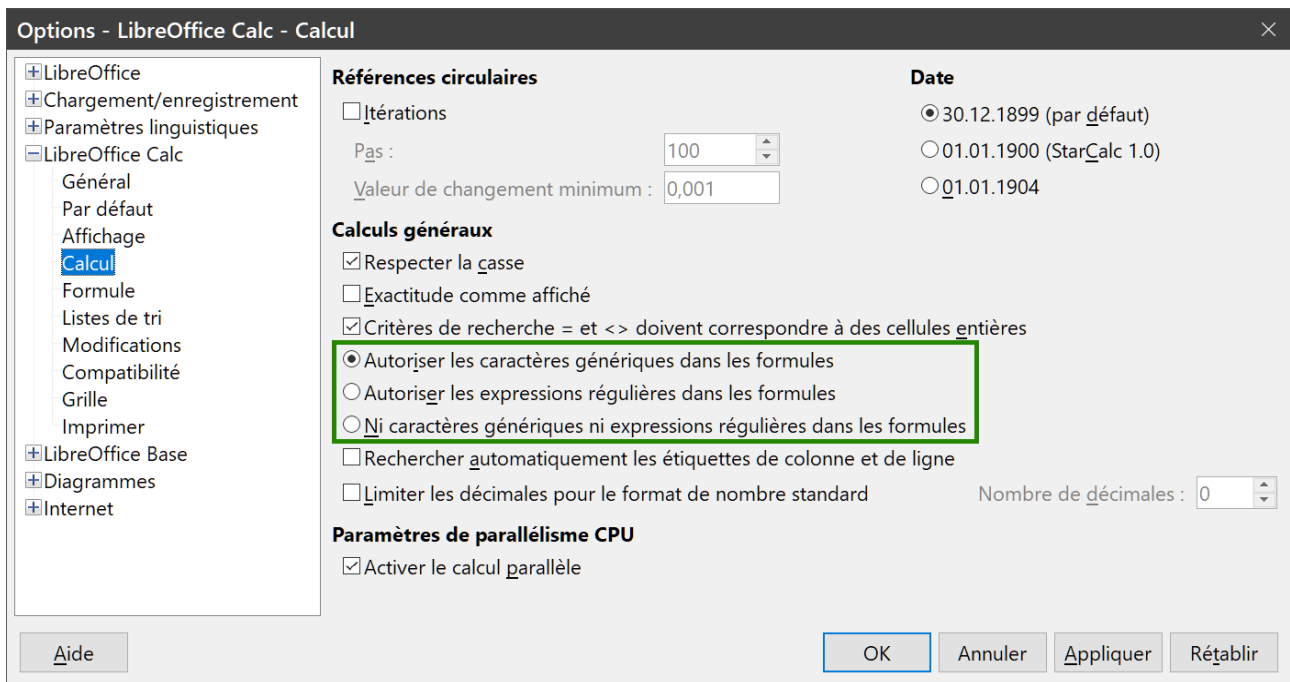 Options - LibreOffice Calc - Calcul
LibreOffice
Chargement/enregistrement
Paramètres linguistiques
LibreOffice Calc
Général
Par défaut
Affichage
Calcul
Formule
Listes de tri
Modifications
Compatibilité
Grille
Imprimer
LibreOffice Base
Diagrammes
Internet
Références circulaires
Itérations
Pas : 100
Valeur de changement minimum : 0,001
Date
30.12.1899 (par défaut)
01.01.1900 (StarCalc 1.0)
01.01.1904
Calculs généraux
Respecter la casse
Exactitude comme affiché
Critères de recherche = et <> doivent correspondre à des cellules entières
Autoriser les caractères génériques dans les formules
Autoriser les expressions régulières dans les formules
Ni caractères génériques ni expressions régulières dans les formules
Rechercher automatiquement les étiquettes de colonne et de ligne
Limiter les décimales pour le format de nombre standard Nombre de décimales : 0
Paramètres de parallélisme CPU
Activer le calcul parallèle
Aide OK Annuler Appliquer Rétablir